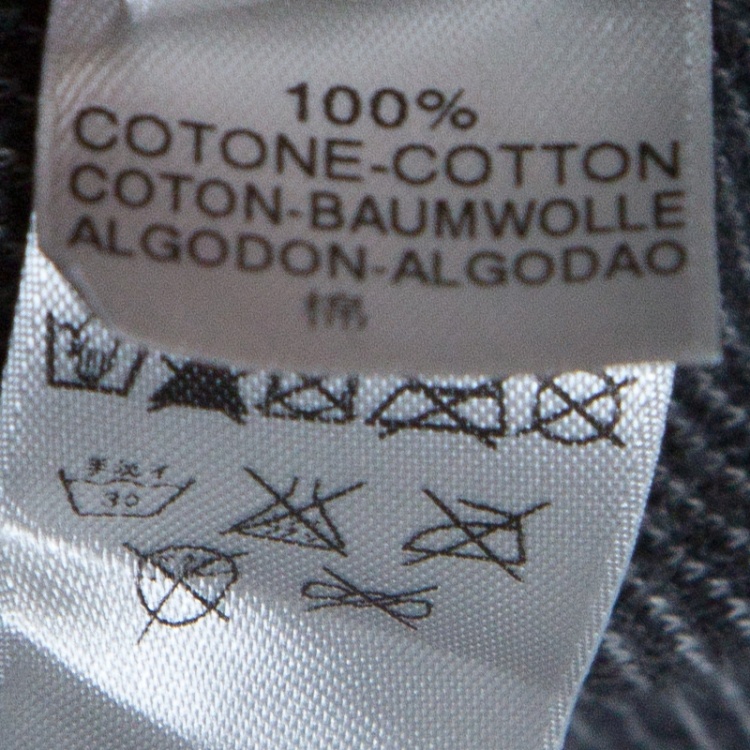 100%
COTONE-COTTON
COTON-BAUMWOLLE
ALGODON-ALGODAO
棉
手洗イ
30